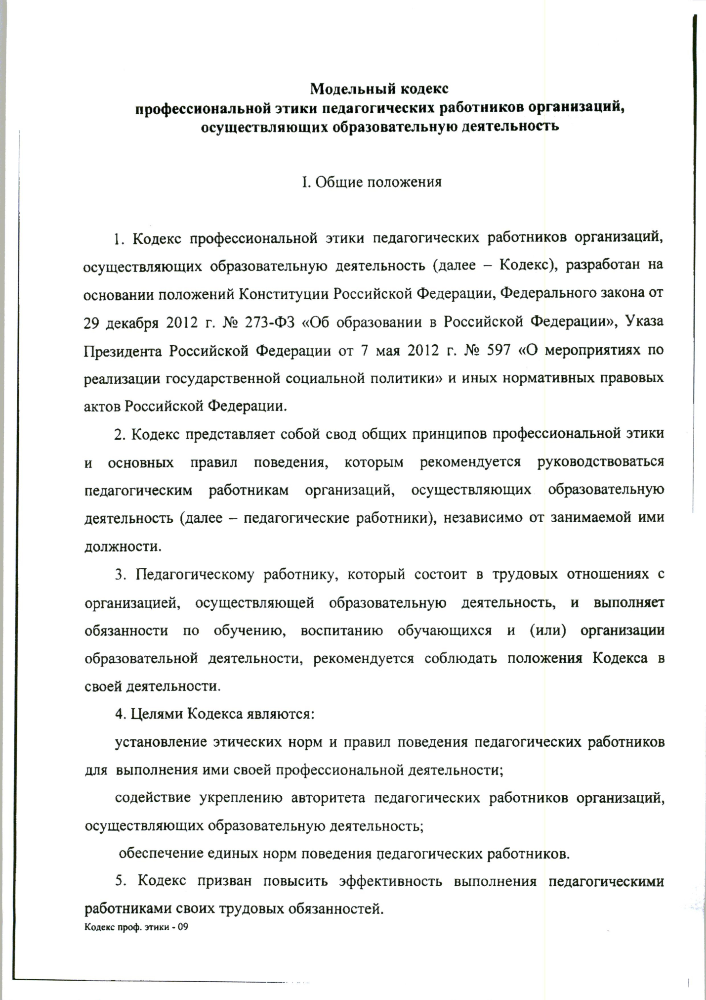 Модельный кодекс
профессиональной этики педагогических работников организаций,
осуществляющих образовательную деятельность
I. Общие положения
1. Кодекс профессиональной этики педагогических работников организаций,
осуществляющих образовательную деятельность (далее – Кодекс), разработан на
основании положений Конституции Российской Федерации, Федерального закона от
29 декабря 2012 г. № 273-ФЗ «Об образовании в Российской Федерации», Указа
Президента Российской Федерации от 7 мая 2012 г. № 597 «О мероприятиях по
реализации государственной социальной политики» и иных нормативных правовых
актов Российской Федерации.
2. Кодекс представляет собой свод общих принципов профессиональной этики
и основных правил поведения, которым рекомендуется руководствоваться
педагогическим работникам организаций, осуществляющих образовательную
деятельность (далее – педагогические работники), независимо от занимаемой ими
должности.
3. Педагогическому работнику, который состоит в трудовых отношениях с
организацией, осуществляющей образовательную деятельность, и выполняет
обязанности по обучению, воспитанию обучающихся и (или) организации
образовательной деятельности, рекомендуется соблюдать положения Кодекса в
своей деятельности.
4. Целями Кодекса являются:
установление этических норм и правил поведения педагогических работников
для выполнения ими своей профессиональной деятельности;
содействие укреплению авторитета педагогических работников организаций,
осуществляющих образовательную деятельность;
обеспечение единых норм поведения педагогических работников.
5. Кодекс призван повысить эффективность выполнения педагогическими
работниками своих трудовых обязанностей.
Кодекс проф. этики - 09